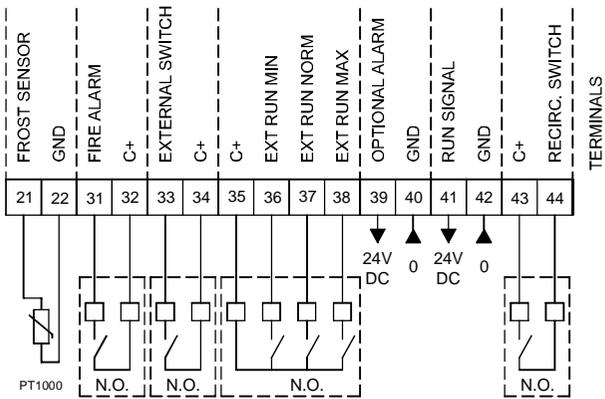 FROST SENSOR
GND
FIRE ALARM
C+
EXTERNAL SWITCH
C+
C+
EXT RUN MIN
EXT RUN NORM
EXT RUN MAX
OPTIONAL ALARM
GND
RUN SIGNAL
GND
C+
RECIRC. SWITCH
TERMINALS
21 22 31 32 33 34 35 36 37 38 39 40 41 42 43 44
24V
DC
0
24V
DC
0
PT1000
N.O.
N.O.
N.O.
N.O.